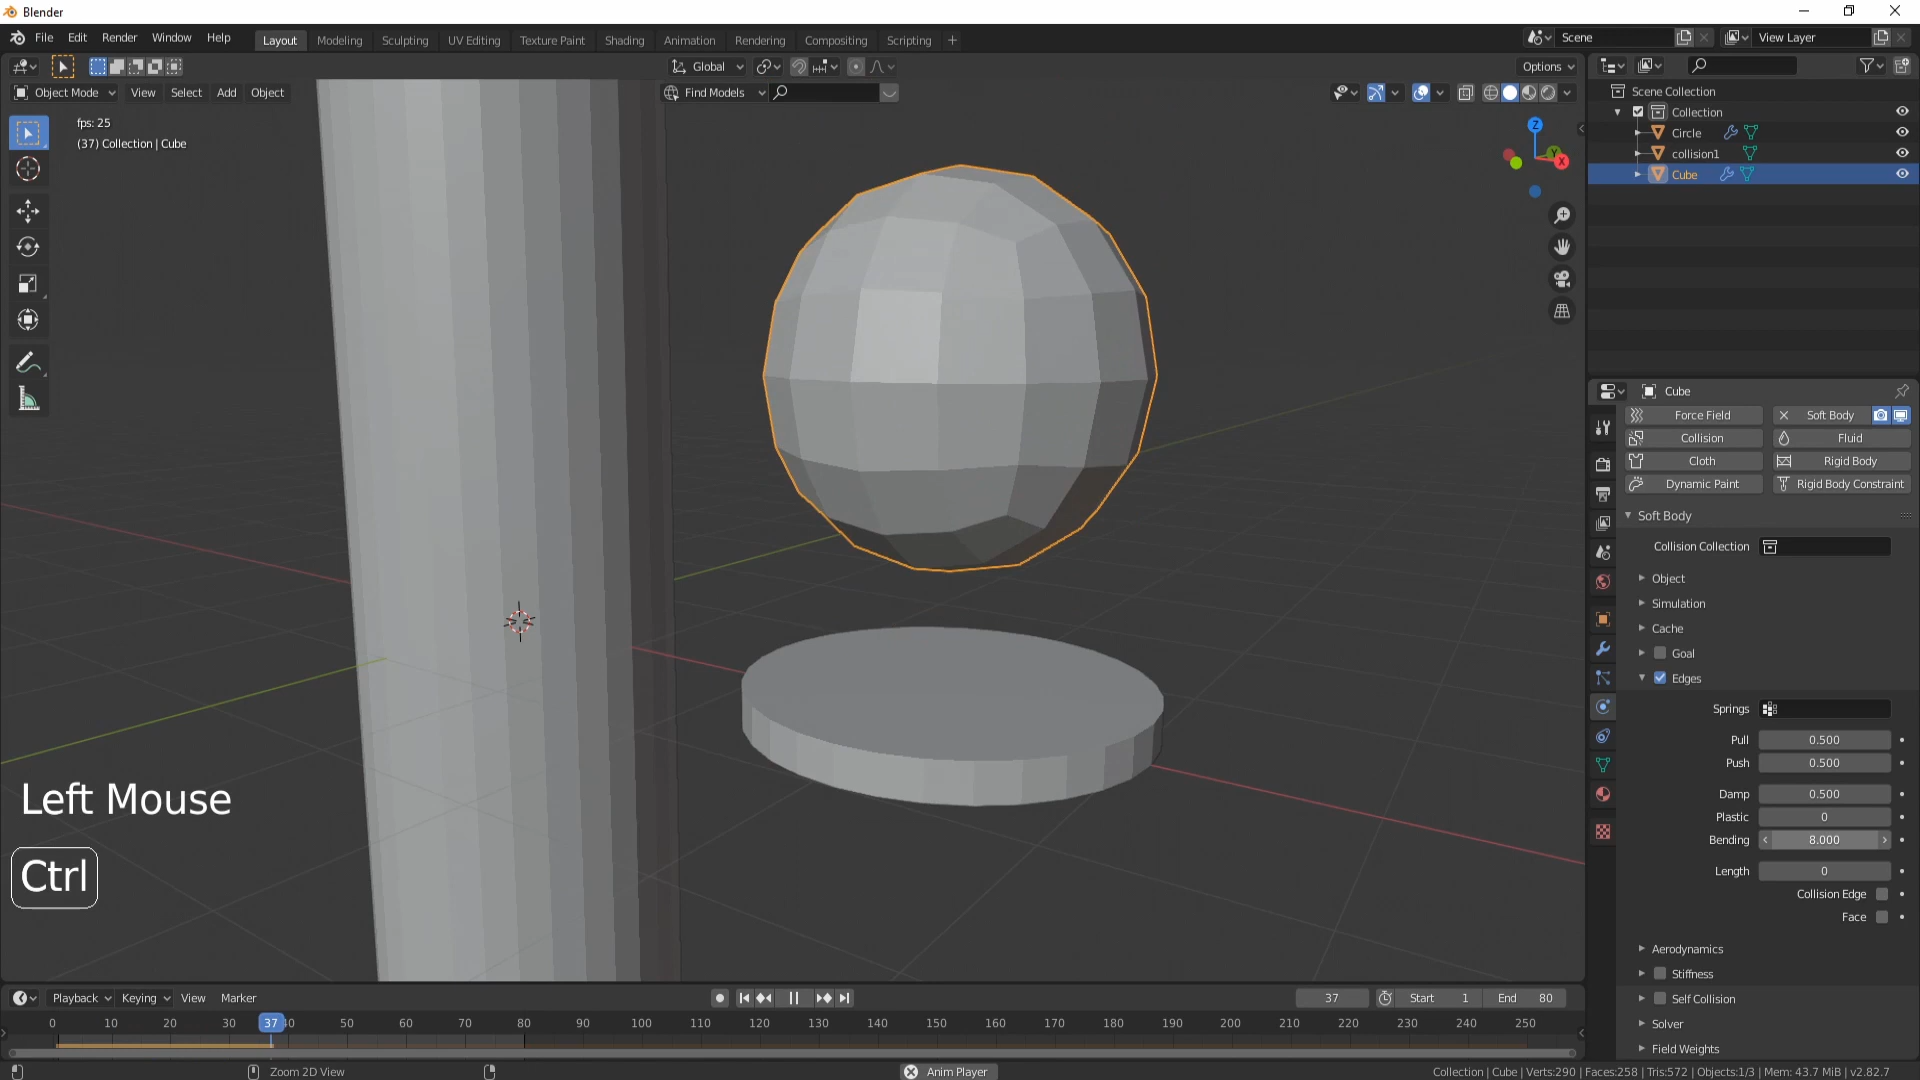 Blender
File Edit Render Window Help
Layout Modeling Sculpting UV Editing Texture Paint Shading Animation Rendering Compositing Scripting +
Scene
View Layer
Global
Options
Object Mode View Select Add Object
Find Models
fps: 25
(37) Collection | Cube
Z
Y
X
Scene Collection
Collection
Circle
collision1
Cube
Cube
Force Field
Soft Body
Collision
Fluid
Cloth
Rigid Body
Dynamic Paint
Rigid Body Constraint
Soft Body
Collision Collection
Object
Simulation
Cache
Goal
Edges
Springs
Pull 0.500
Push 0.500
Damp 0.500
Plastic 0
Bending 8.000
Length 0
Collision Edge
Face
Aerodynamics
Stiffness
Self Collision
Solver
Field Weights
Left Mouse
Ctrl
Playback Keying View Marker
37
Start 1
End 80
0 10 20 30 37 40 50 60 70 80 90 100 110 120 130 140 150 160 170 180 190 200 210 220 230 240 250
Zoom 2D View
Anim Player
Collection | Cube | Verts:290 | Faces:258 | Tris:572 | Objects:1/3 | Mem: 43.7 MiB | v2.82.7